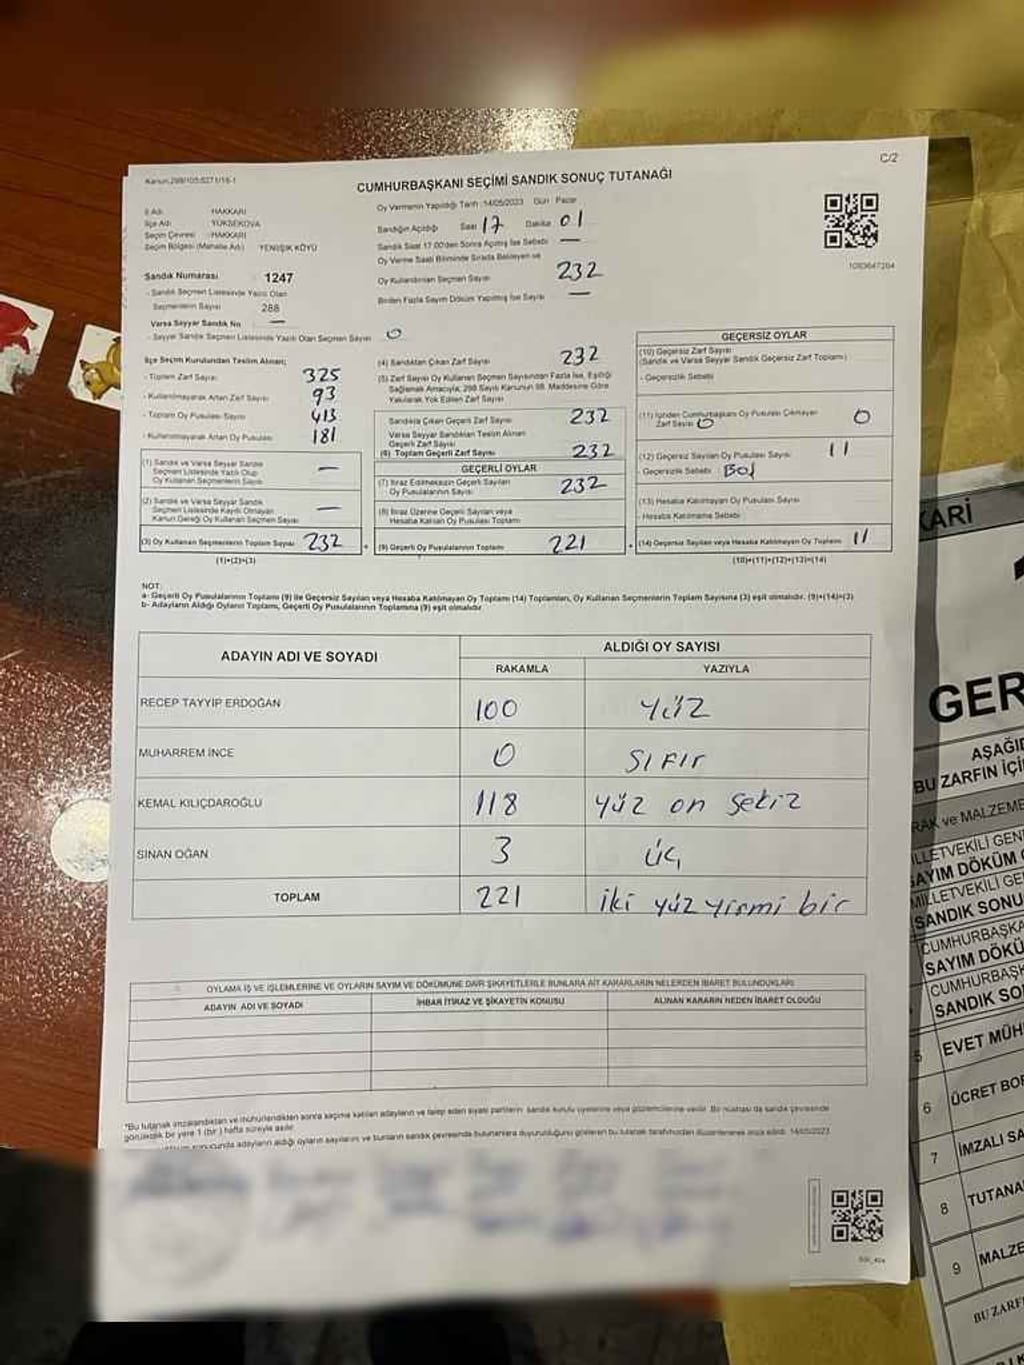 C/2
Kanun:298/105;6271/16-1
CUMHURBAŞKANI SEÇİMİ SANDIK SONUÇ TUTANAĞI
İl Adı HAKKARİ
İlçe Adı YÜKSEKOVA
Seçim Çevresi :HAKKARİ
Seçim Bölgesi (Mahalle Adı) YENİIŞIK KÖYÜ
Oy Vermenin Yapıldığı Tarih :14/05/2023 Gün Pazar
Sandığın Açıldığı Saat 17 Dakika 01
Sandık Saat 17.00'den Sonra Açılmış İse Sebebi —
Oy Verme Saati Bitiminde Sırada Bekleyen ve
Oy Kullandırılan Seçmen Sayısı 232
Birden Fazla Sayım Döküm Yapılmış İse Sayısı —
1093647204
Sandık Numarası 1247
- Sandık Seçmen Listesinde Yazılı Olan
Seçmenlerin Sayısı 288
Varsa Seyyar Sandık No —
- Seyyar Sandık Seçmen Listesinde Yazılı Olan Seçmen Sayısı 0
İlçe Seçim Kurulundan Teslim Alınan;
- Toplam Zarf Sayısı 325
- Kullanılmayarak Artan Zarf Sayısı 93
- Toplam Oy Pusulası Sayısı 413
- Kullanılmayarak Artan Oy Pusulası 181
(1) Sandık ve Varsa Seyyar Sandık
Seçmen Listesinde Yazılı Olup
Oy Kullanan Seçmenlerin Sayısı —
(2) Sandık ve Varsa Seyyar Sandık
Seçmen Listesinde Kayıtlı Olmayan
Kanun Gereği Oy Kullanan Seçmen Sayısı —
(3) Oy Kullanan Seçmenlerin Toplam Sayısı 232
(1)+(2)=(3)
(4) Sandıktan Çıkan Zarf Sayısı 232
(5) Zarf Sayısı Oy Kullanan Seçmen Sayısından Fazla İse, Eşitliği
Sağlamak Amacıyla; 298 Sayılı Kanunun 98. Maddesine Göre
Yakılarak Yok Edilen Zarf Sayısı
Sandıkta Çıkan Geçerli Zarf Sayısı 232
Varsa Seyyar Sandıktan Teslim Alınan
Geçerli Zarf Sayısı
(6) Toplam Geçerli Zarf Sayısı 232
GEÇERLİ OYLAR
(7) İtiraz Edilmeksizin Geçerli Sayılan
Oy Pusulalarının Sayısı 232
(8) İtiraz Üzerine Geçerli Sayılan veya
Hesaba Katılan Oy Pusulası Toplamı
(9) Geçerli Oy Pusulalarının Toplamı 221
GEÇERSİZ OYLAR
(10) Geçersiz Zarf Sayısı
(Sandık ve Varsa Seyyar Sandık Geçersiz Zarf Toplamı)
- Geçersizlik Sebebi
(11) İçinden Cumhurbaşkanı Oy Pusulası Çıkmayan
Zarf Sayısı 0 0
(12) Geçersiz Sayılan Oy Pusulası Sayısı 11
- Geçersizlik Sebebi : Boş
(13) Hesaba Katılmayan Oy Pusulası Sayısı
- Hesaba Katılmama Sebebi
(14) Geçersiz Sayılan veya Hesaba Katılmayan Oy Toplamı 11
(10)+(11)+(12)+(13)=(14)
NOT:
a- Geçerli Oy Pusulalarının Toplamı (9) ile Geçersiz Sayılan veya Hesaba Katılmayan Oy Toplamı (14) Toplamları, Oy Kullanan Seçmenlerin Toplam Sayısına (3) eşit olmalıdır. (9)+(14)=(3)
b- Adayların Aldığı Oyların Toplamı, Geçerli Oy Pusulalarının Toplamına (9) eşit olmalıdır.
ADAYIN ADI VE SOYADI ALDIĞI OY SAYISI
RAKAMLA YAZIYLA
RECEP TAYYİP ERDOĞAN 100 yüz
MUHARREM İNCE 0 SIFIr
KEMAL KILIÇDAROĞLU 118 yüz on sekiz
SİNAN OĞAN 3 üç
TOPLAM 221 iki yüz yirmi bir
OYLAMA İŞ VE İŞLEMLERİNE VE OYLARIN SAYIM VE DÖKÜMÜNE DAİR ŞİKAYETLERLE BUNLARA AİT KARARLARIN NELERDEN İBARET BULUNDUKLARI
ADAYIN ADI VE SOYADI İHBAR İTİRAZ VE ŞİKAYETİN KONUSU ALINAN KARARIN NEDEN İBARET OLDUĞU
*Bu tutanak imzalandıktan ve mühürlendikten sonra seçime katılan adayların ve talep eden siyasi partilerin sandık kurulu üyelerine veya gözlemcilerine verilir. Bir nüshası da sandık çevresinde
görülebilir bir yere 1 (bir) hafta süreyle asılır.
sonucunda adayların aldığı oyların sayılarını ve bunların sandık çevresinde bulunanlara duyurulduğunu gösteren bu tutanak tarafımızdan düzenlenerek imza edildi. 14/05/2023
KARİ
GER
AŞAĞID
BU ZARFIN İÇİ
RAK ve MALZEME
İLLETVEKİLİ GENE
SAYIM DÖKÜM C
MİLLETVEKİLİ GE
SANDIK SONU
CUMHURBAŞKA
SAYIM DÖKÜ
CUMHURBAŞK
SANDIK SO
5 EVET MÜH
6 ÜCRET BOR
7 İMZALI SA
8 TUTANA
9 MALZE
BU ZARF